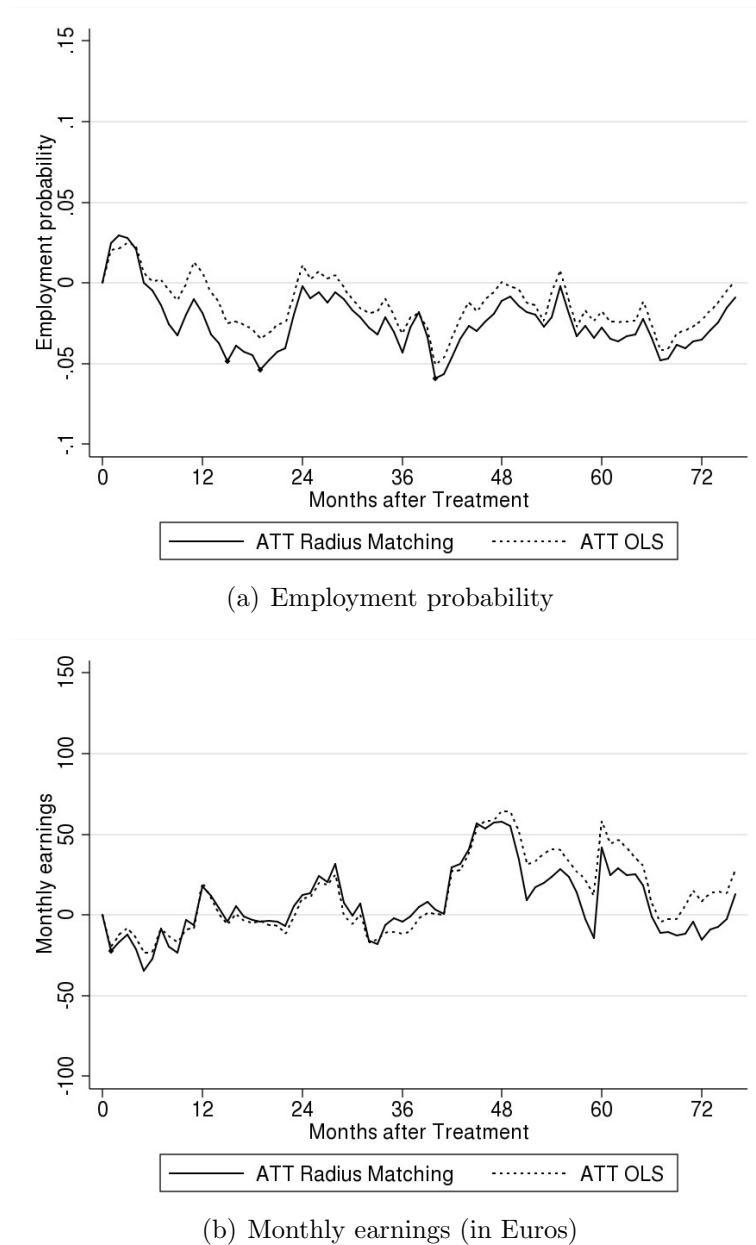 .15
.1
.05
0
-.05
-.1
Employment probability
0 12 24 36 48 60 72
Months after Treatment
ATT Radius Matching ATT OLS
(a) Employment probability
150
100
50
0
-50
-100
Monthly earnings
0 12 24 36 48 60 72
Months after Treatment
ATT Radius Matching ATT OLS
(b) Monthly earnings (in Euros)